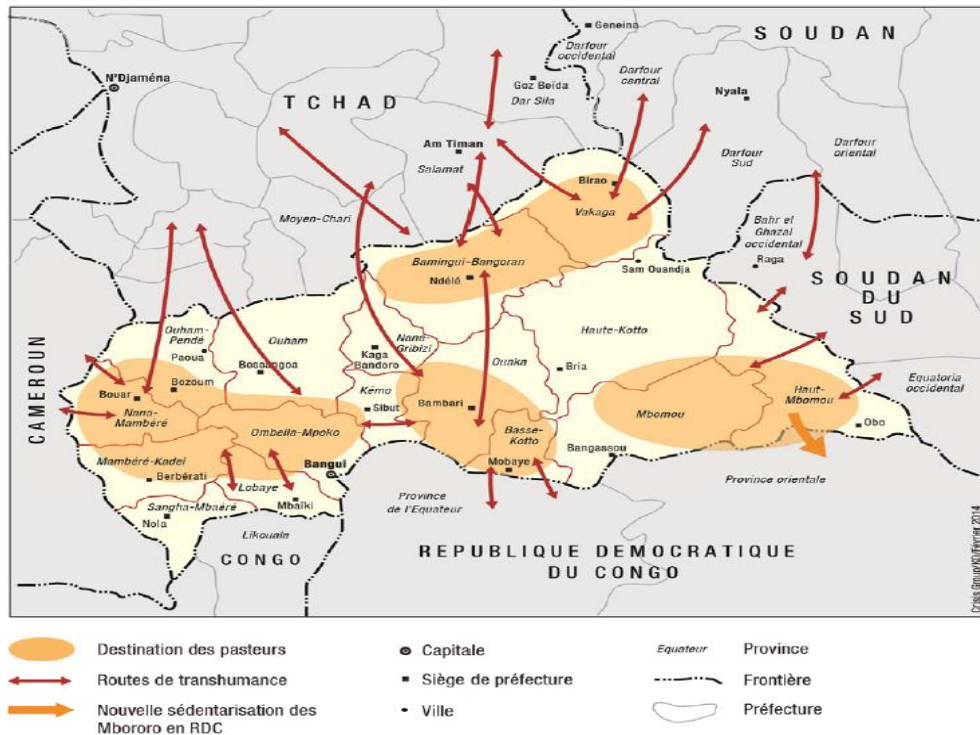 Geneina
SOUDAN
Darfour
occidental
Darfour
central
N'Djaména
Goz Beïda
Dar Sila
Nyala
TCHAD
Am Timan
Salamat
Darfour
Sud
Darfour
oriental
Birao
Vakaga
Moyen-Chari
Bahr el
Ghazal
occidental
Raga
Bamingui-Bangoran
Ndélé
Sam Ouandja
SOUDAN
DU
SUD
Ouham-
Pendé
Paoua
Ouham
Bossangoa
Nana-
Gribizi
Kaga
Bandoro
Haute-Kotto
Ouaka
Bria
Equatoria
occidental
CAMEROUN
Bozoum
Bouar
Nana-
Mambéré
Kémo
Sibut
Bambari
Mbomou
Haut-
Mbomou
Obo
Ombella-Mpoko
Basse-
Kotto
Mobaye
Bangassou
Mambéré-Kadeï
Berbérati
Bangui
Lobaye
Mbaïki
Sangha-Mbaéré
Nola
Province
de l'Equateur
Province orientale
Likouala
CONGO
REPUBLIQUE DEMOCRATIQUE
DU CONGO
Crisis Group/KO/Février 2014
Destination des pasteurs
Routes de transhumance
Nouvelle sédentarisation des
Mbororo en RDC
Capitale
Siège de préfecture
Ville
Equateur Province
Frontière
Préfecture